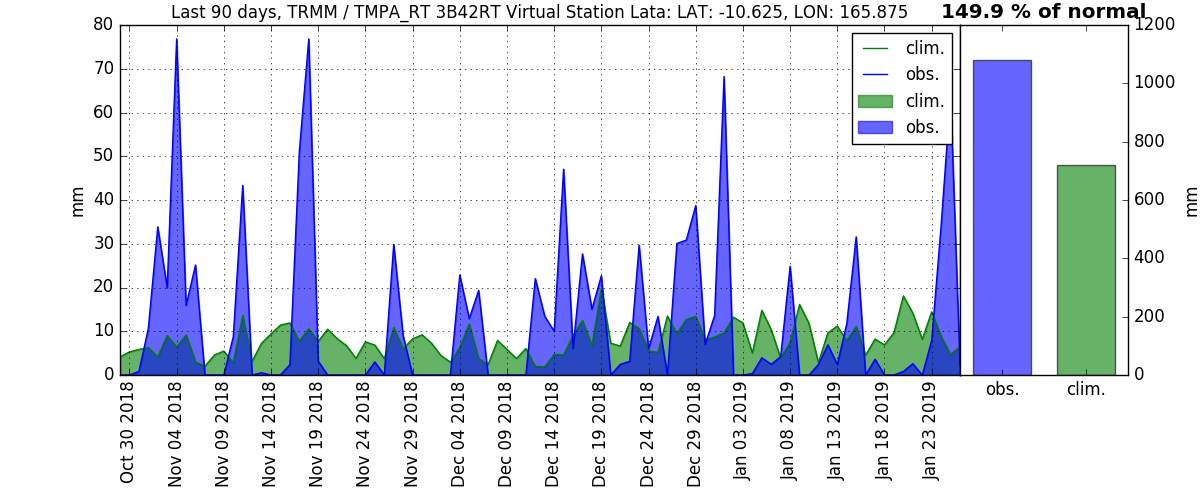 Last 90 days, TRMM / TMPA_RT 3B42RT Virtual Station Lata: LAT: -10.625, LON: 165.875
149.9 % of normal
80
70
60
50
40
30
20
10
0
mm
clim.
obs.
clim.
obs.
1200
1000
800
600
400
200
0
mm
obs.
clim.
Oct 30 2018
Nov 04 2018
Nov 09 2018
Nov 14 2018
Nov 19 2018
Nov 24 2018
Nov 29 2018
Dec 04 2018
Dec 09 2018
Dec 14 2018
Dec 19 2018
Dec 24 2018
Dec 29 2018
Jan 03 2019
Jan 08 2019
Jan 13 2019
Jan 18 2019
Jan 23 2019